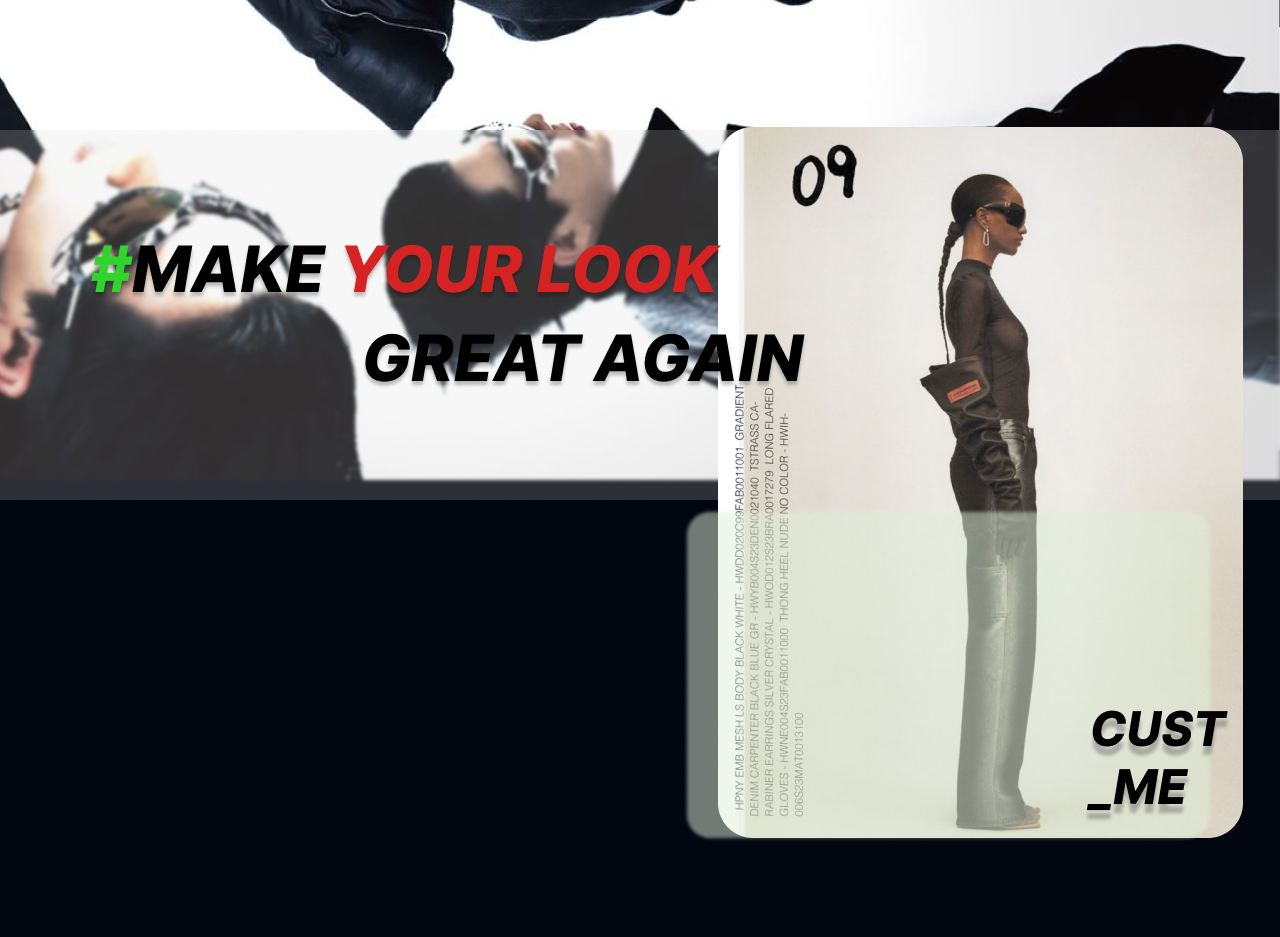 09
#MAKE YOUR LOOK
GREAT AGAIN
HPNY EMB MESH LS BODY BLACK WHITE - HWDD020C99FAB0011001 GRADIENT
DENIM CARPENTER BLACK BLUE GR - HWYB004S23DEN0021040 TSTRASS CA-
RABINER EARRINGS SILVER CRYSTAL - HWOD012S23BRA0017279 LONG FLARED
GLOVES - HWNE004S23FAB0011000 THONG HEEL NUDE NO COLOR - HWIH-
006S23MAT0013100
CUST
_ME